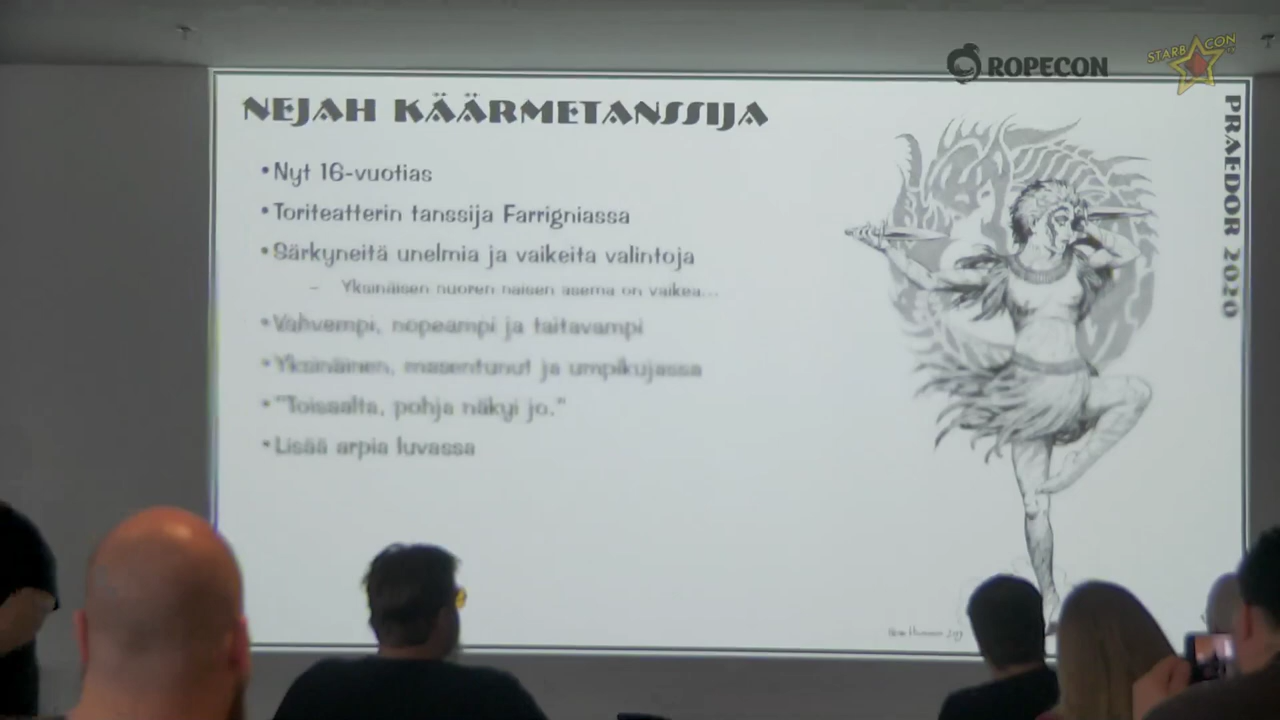 ROPECON
STARBOCON
NEJAH KÄÄRMETANSSIJA
•Nyt 16-vuotias
•Toriteatterin tanssija Farrigniassa
•Särkyneitä unelmia ja vaikeita valintoja
– Yksinäisen nuoren naisen asema on vaikea...
•Vahvempi, nopeampi ja taitavampi
•Yksinäinen, masentunut ja umpikujassa
•"Toisaalta, pohja näkyi jo."
•Lisää arpia luvassa
PRAEDOR 2020